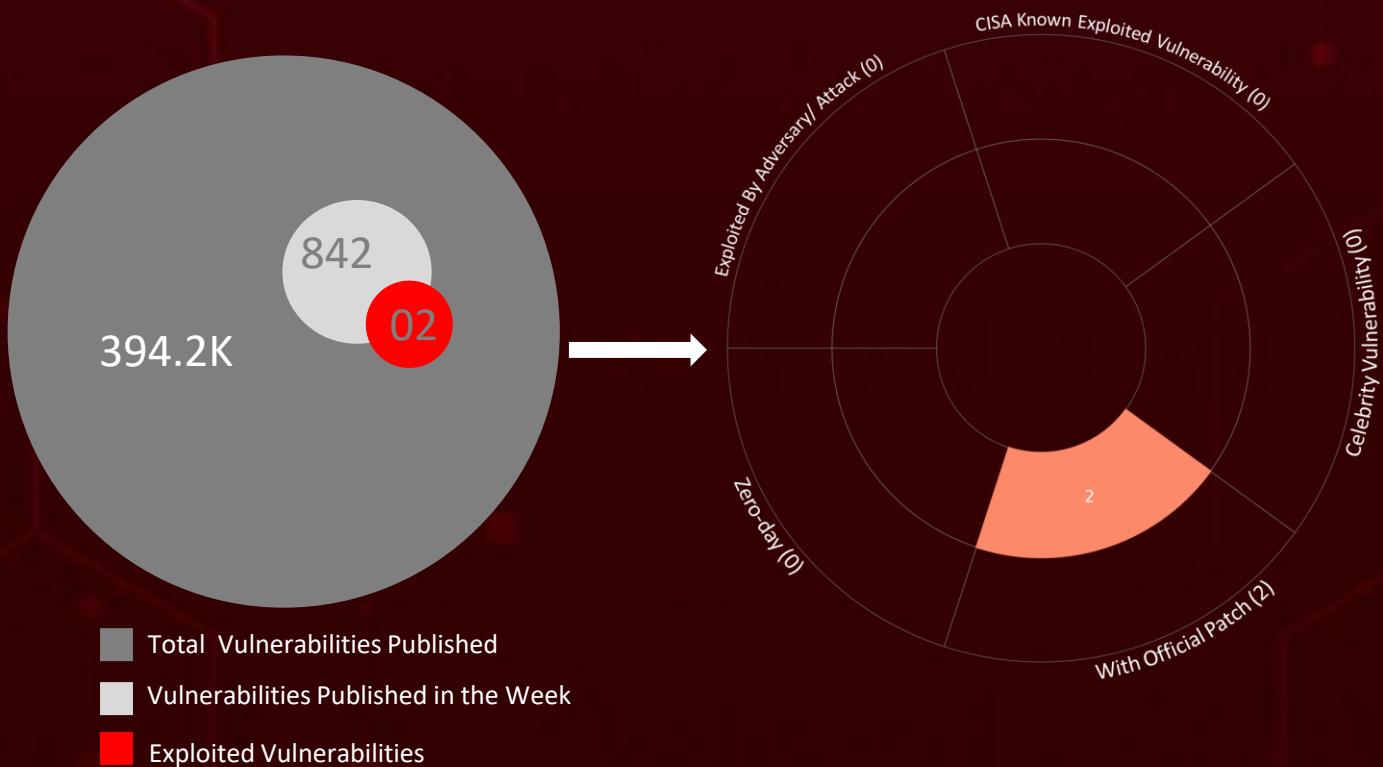 394.2K
842
02
Total Vulnerabilities Published
Vulnerabilities Published in the Week
Exploited Vulnerabilities
CISA Known Exploited Vulnerability (0)
Exploited By Adversary/ Attack (0)
Celebrity Vulnerability (0)
2
Zero-day (0)
With Official Patch (2)